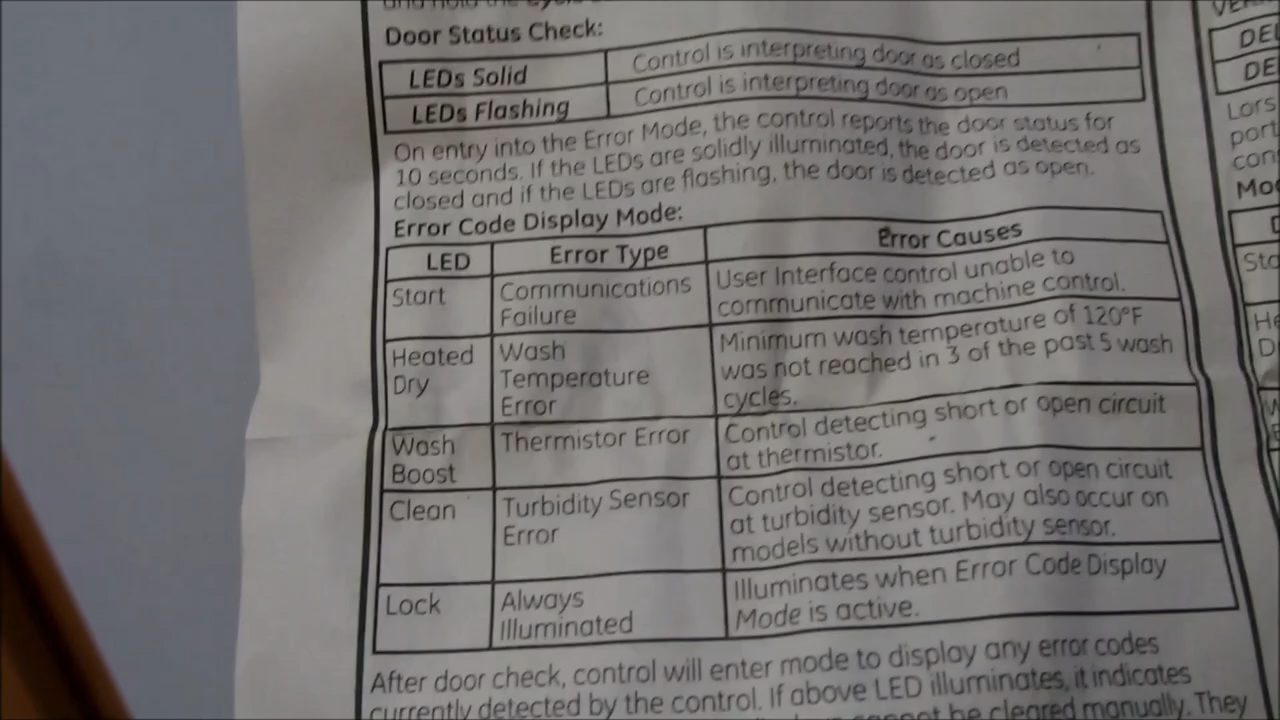 Door Status Check:
LEDs Solid
Control is interpreting door as closed
LEDs Flashing
Control is interpreting door as open
On entry into the Error Mode, the control reports the door status for
10 seconds. If the LEDs are solidly illuminated, the door is detected as
closed and if the LEDs are flashing, the door is detected as open.
Error Code Display Mode:
LED
Error Type
Error Causes
Start
Communications
Failure
User Interface control unable to
communicate with machine control.
Heated
Dry
Wash
Temperature
Error
Minimum wash temperature of 120°F
was not reached in 3 of the past 5 wash
cycles.
Wash
Boost
Thermistor Error
Control detecting short or open circuit
at thermistor.
Clean
Turbidity Sensor
Error
Control detecting short or open circuit
at turbidity sensor. May also occur on
models without turbidity sensor.
Lock
Always
Illuminated
Illuminates when Error Code Display
Mode is active.
After door check, control will enter mode to display any error codes
currently detected by the control. If above LED illuminates, it indicates
cannot be cleared manually. They
DE
DE
Lors